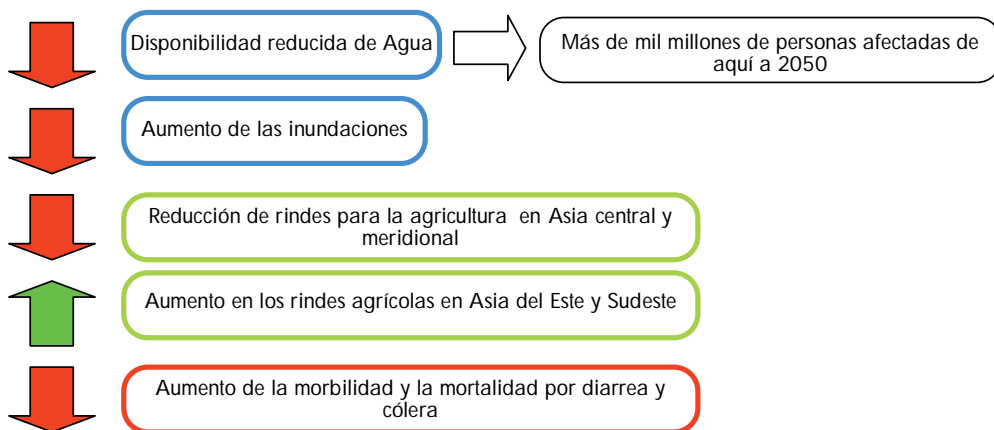 Disponibilidad reducida de Agua
Más de mil millones de personas afectadas de
aquí a 2050
Aumento de las inundaciones
Reducción de rindes para la agricultura en Asia central y
meridional
Aumento en los rindes agrícolas en Asia del Este y Sudeste
Aumento de la morbilidad y la mortalidad por diarrea y
cólera